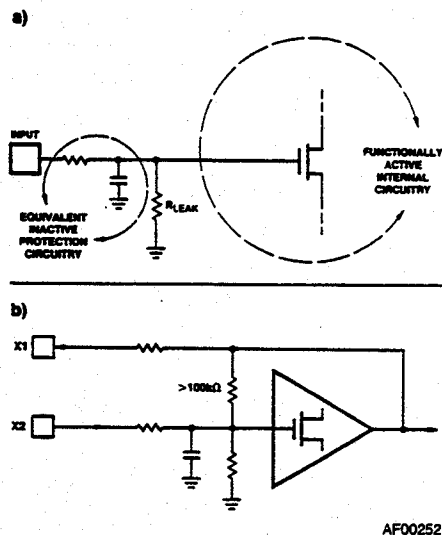 a)
INPUT
EQUIVALENT
INACTIVE
PROTECTION
CIRCUITRY
RLEAK
FUNCTIONALLY
ACTIVE
INTERNAL
CIRCUITRY
b)
X1
>100kΩ
X2
AF00252